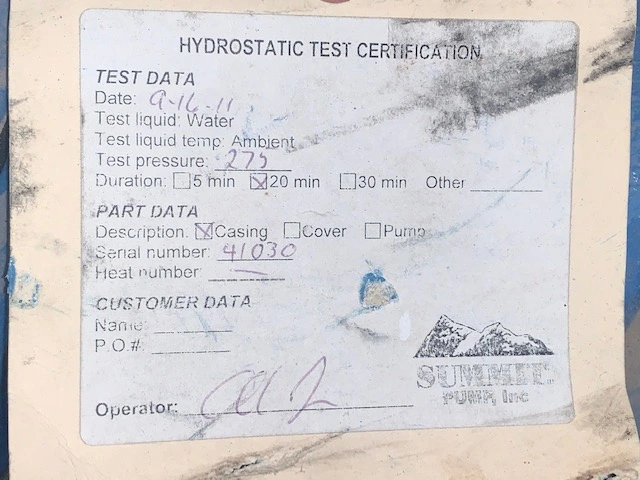 HYDROSTATIC TEST CERTIFICATION
TEST DATA
Date: 9-16-11
Test liquid: Water
Test liquid temp: Ambient
Test pressure: 275
Duration: ☐5 min ☒20 min ☐30 min Other
PART DATA
Description: ☒Casing ☐Cover ☐Pump
Serial number: 41030
Heat number: —
CUSTOMER DATA
Name:
P.O.#:
SUMMIT
PUMP, Inc
Operator: